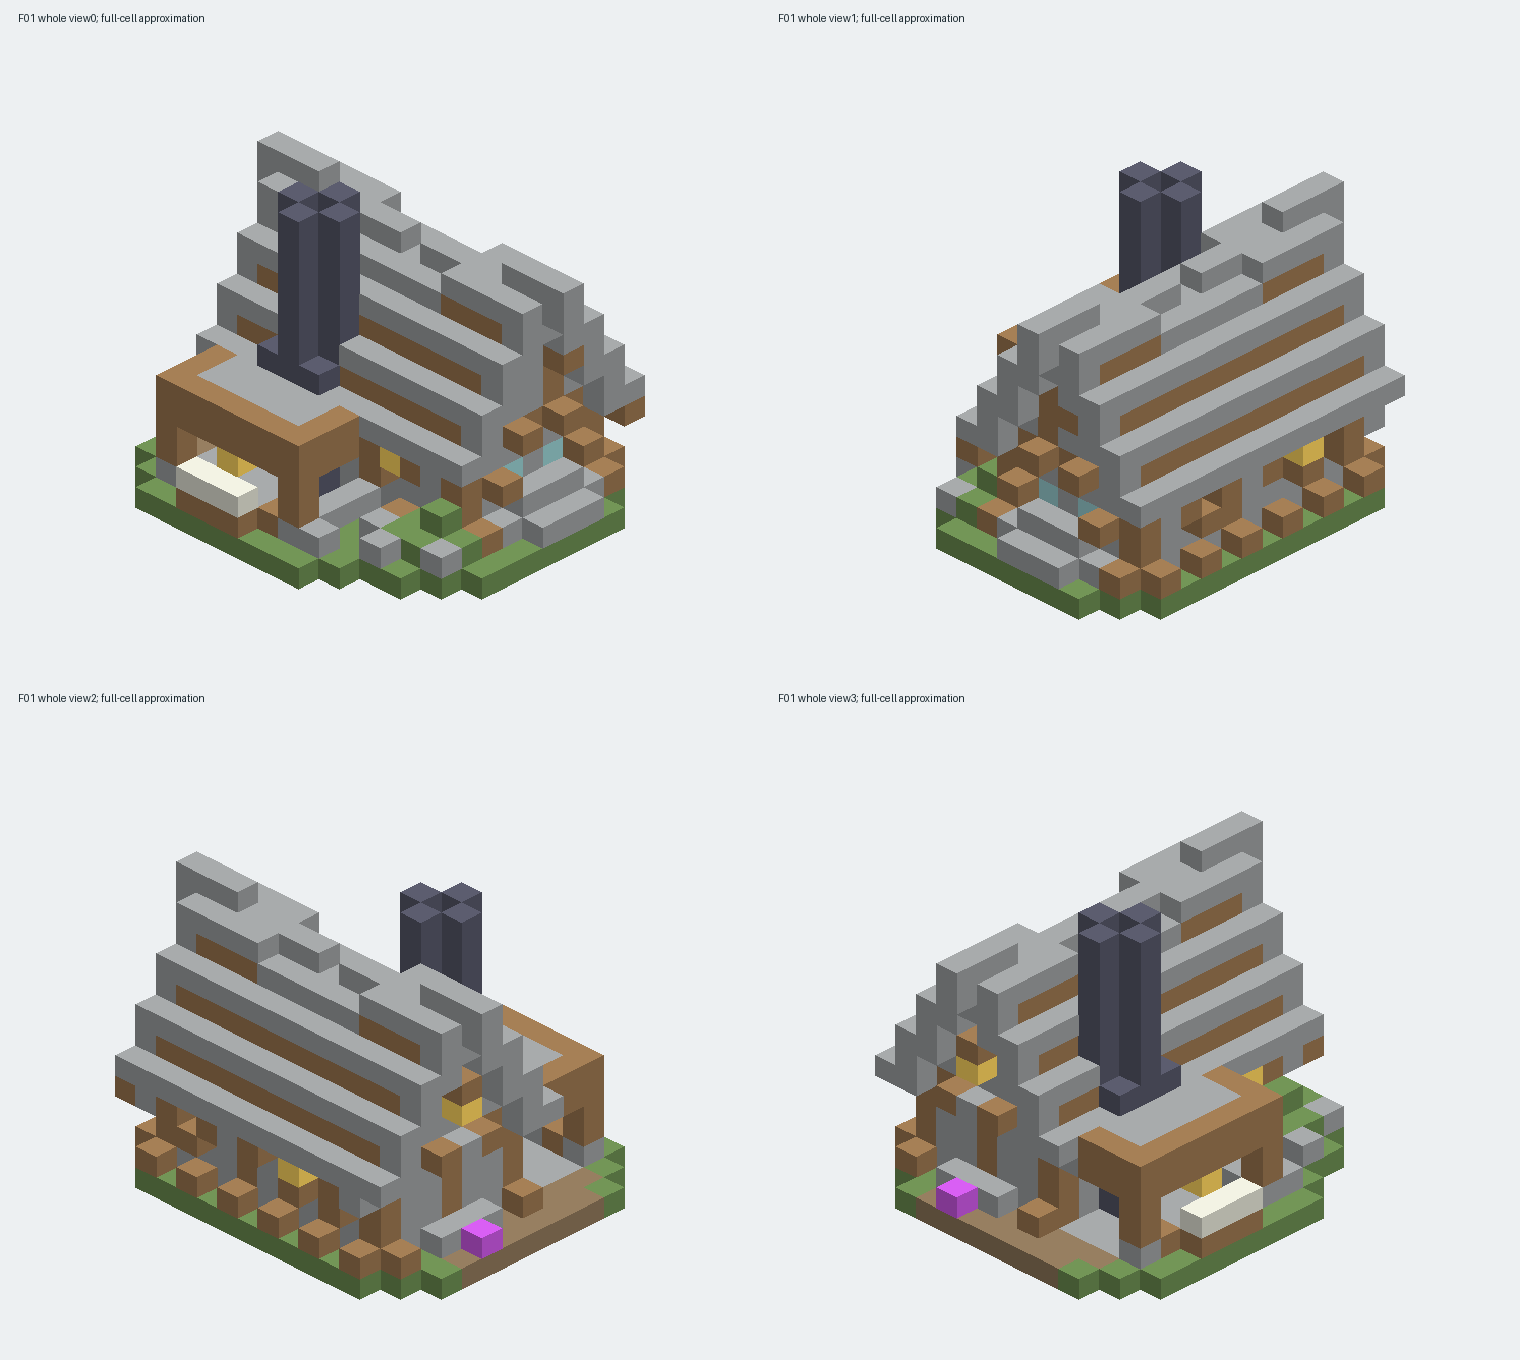 F01 whole view0; full-cell approximation
F01 whole view1; full-cell approximation
F01 whole view2; full-cell approximation
F01 whole view3; full-cell approximation